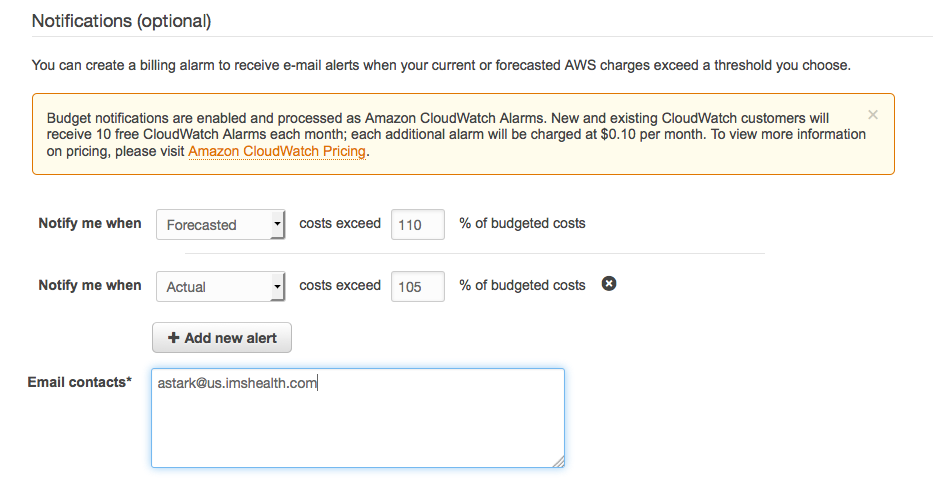 Notifications (optional)
You can create a billing alarm to receive e-mail alerts when your current or forecasted AWS charges exceed a threshold you choose.
Budget notifications are enabled and processed as Amazon CloudWatch Alarms. New and existing CloudWatch customers will
receive 10 free CloudWatch Alarms each month; each additional alarm will be charged at $0.10 per month. To view more information
on pricing, please visit Amazon CloudWatch Pricing.
Notify me when Forecasted costs exceed 110 % of budgeted costs
Notify me when Actual costs exceed 105 % of budgeted costs
+ Add new alert
Email contacts* astark@us.imshealth.com